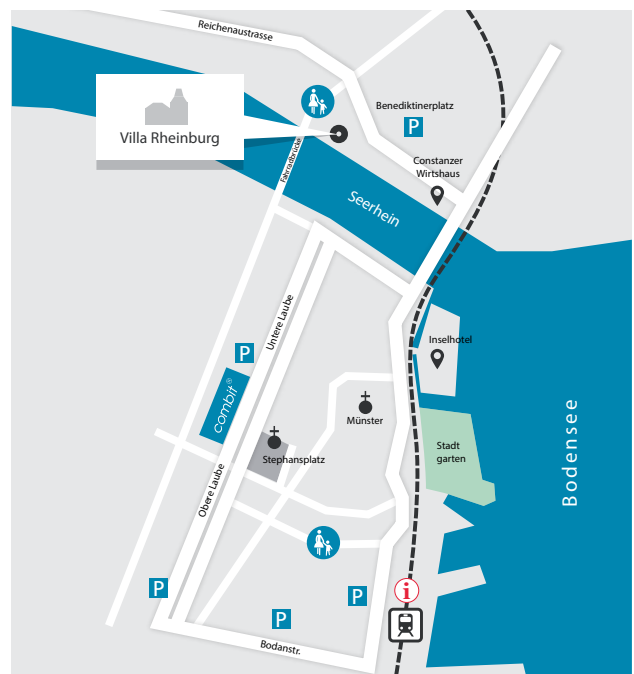 Reichenaustrasse
Villa Rheinburg
Benediktinerplatz
P
Fahrradbrücke
Constanzer
Wirtshaus
Seerhein
Untere Laube
Inselhotel
P
combit®
Münster
Bodensee
Stadt
garten
Stephansplatz
Obere Laube
P
P
P
i
Bodanstr.